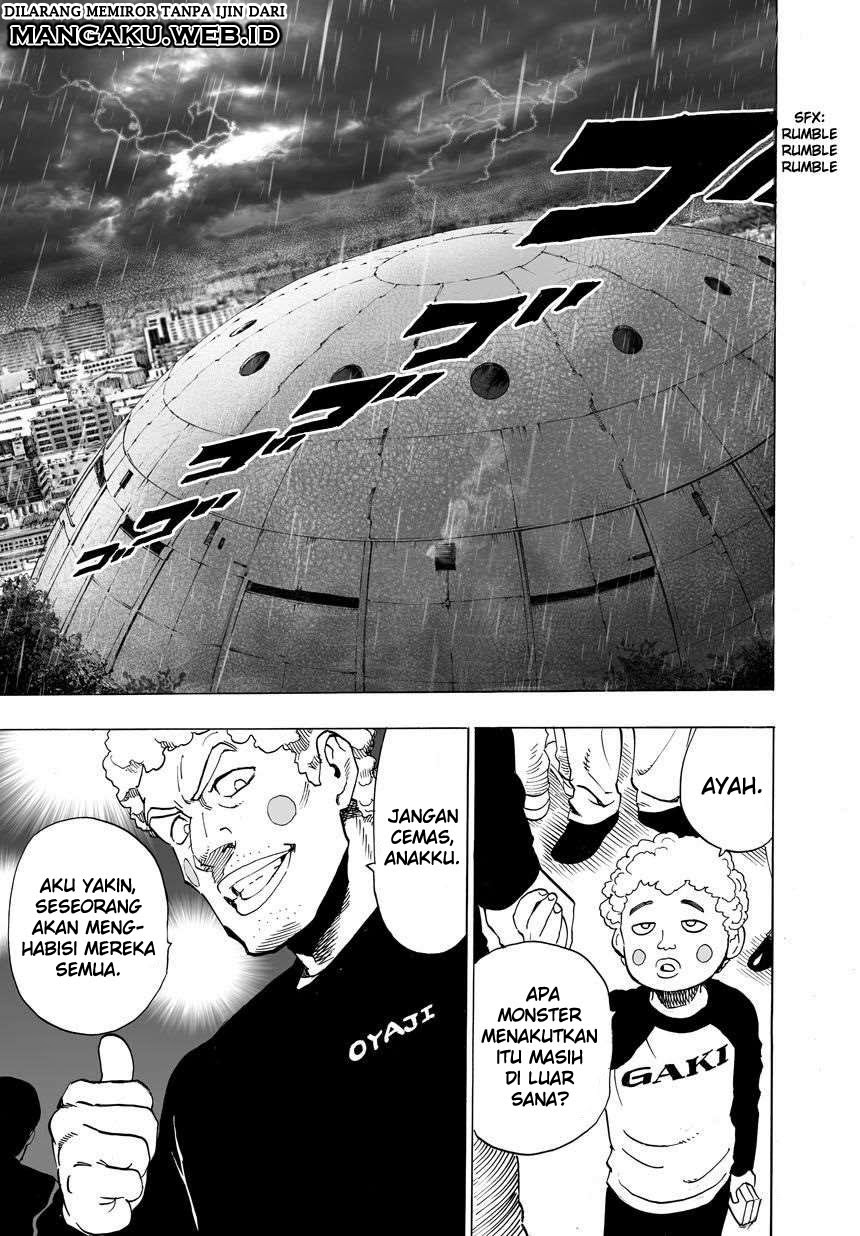 DILARANG MEMIROR TANPA IJIN DARI
MANGAKU.WEB.ID
SFX:
RUMBLE
RUMBLE
RUMBLE
ゴゴゴゴゴゴ
AYAH.
APA
MONSTER
MENAKUTKAN
ITU MASIH
DI LUAR
SANA?
GAKI
JANGAN
CEMAS,
ANAKKU.
AKU YAKIN,
SESEORANG
AKAN MENG-
HABISI MEREKA
SEMUA.
OYAJI